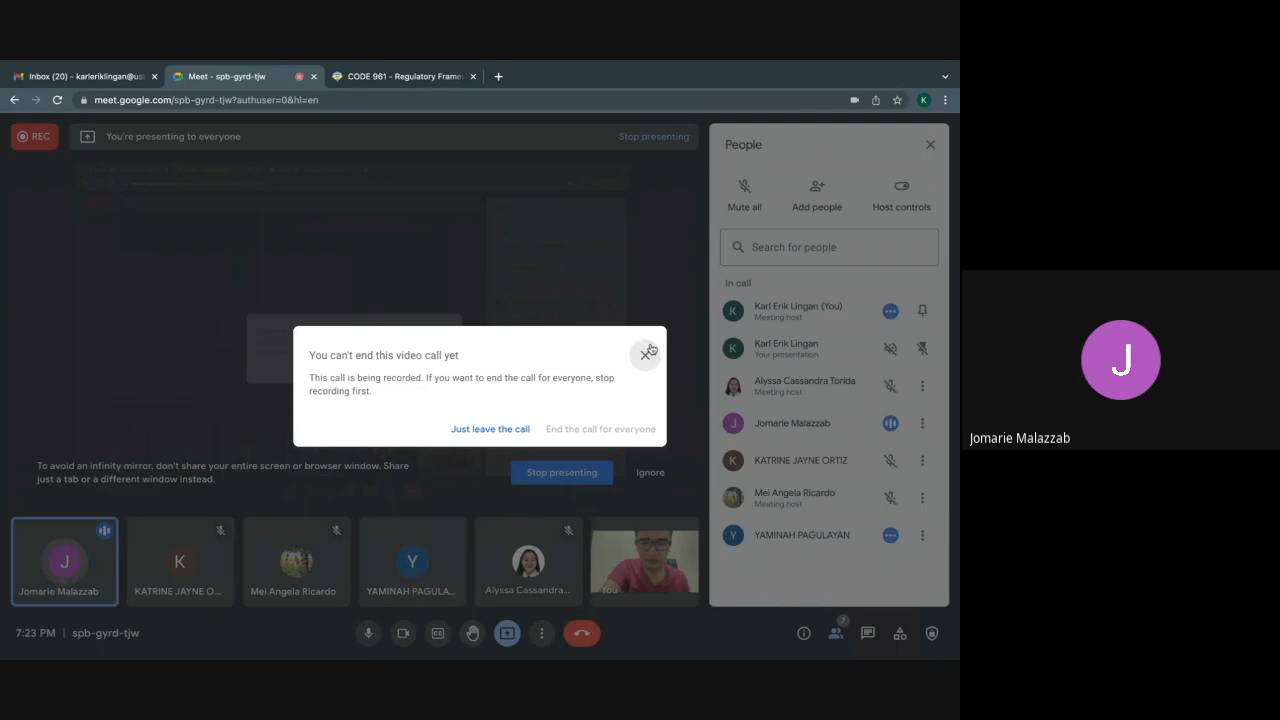 Inbox (20) - karleriklingan@us
Meet - spb-gyrd-tjw
CODE 961 - Regulatory Frame
meet.google.com/spb-gyrd-tjw?authuser=0&hl=en
K
REC
You're presenting to everyone
Stop presenting
People
Mute all
Add people
Host controls
Search for people
In call
K
Karl Erik Lingan (You)
Meeting host
K
Karl Erik Lingan
Your presentation
Alyssa Cassandra Torida
Meeting host
J
Jomarie Malazzab
K
KATRINE JAYNE ORTIZ
Mei Angela Ricardo
Meeting host
Y
YAMINAH PAGULAYAN
You can't end this video call yet
This call is being recorded. If you want to end the call for everyone, stop
recording first.
Just leave the call
End the call for everyone
To avoid an infinity mirror, don't share your entire screen or browser window. Share
just a tab or a different window instead.
Stop presenting
Ignore
J
Jomarie Malazzab
K
KATRINE JAYNE O...
Mei Angela Ricardo
Y
YAMINAH PAGULA...
Alyssa Cassandra...
You
7:23 PM | spb-gyrd-tjw
CC
7
J
Jomarie Malazzab